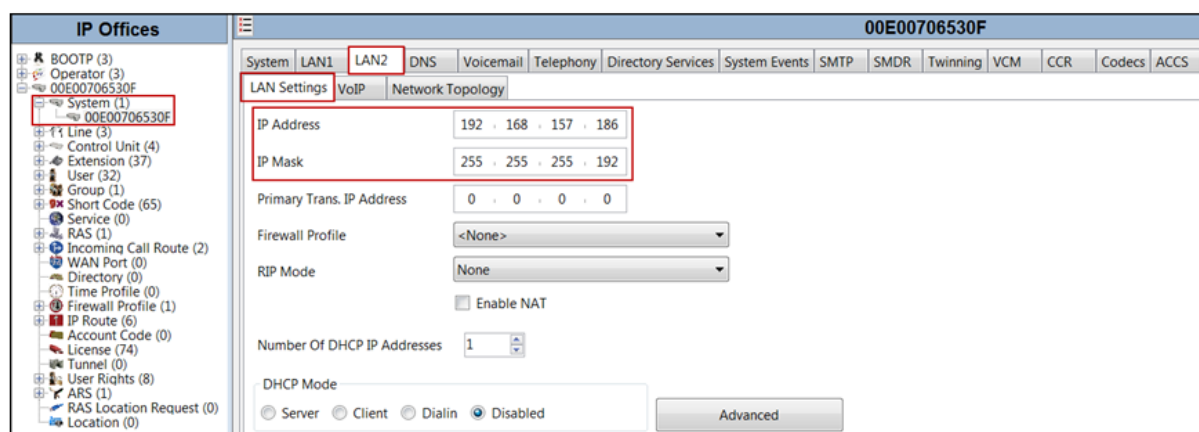 IP Offices
BOOTP (3)
Operator (3)
00E00706530F
System (1)
00E00706530F
Line (3)
Control Unit (4)
Extension (37)
User (32)
Group (1)
Short Code (65)
Service (0)
RAS (1)
Incoming Call Route (2)
WAN Port (0)
Directory (0)
Time Profile (0)
Firewall Profile (1)
IP Route (6)
Account Code (0)
License (74)
Tunnel (0)
User Rights (8)
ARS (1)
RAS Location Request (0)
Location (0)
00E00706530F
System LAN1 LAN2 DNS Voicemail Telephony Directory Services System Events SMTP SMDR Twinning VCM CCR Codecs ACCS
LAN Settings VoIP Network Topology
IP Address 192 . 168 . 157 . 186
IP Mask 255 . 255 . 255 . 192
Primary Trans. IP Address 0 . 0 . 0 . 0
Firewall Profile <None>
RIP Mode None
Enable NAT
Number Of DHCP IP Addresses 1
DHCP Mode
Server Client Dialin Disabled Advanced